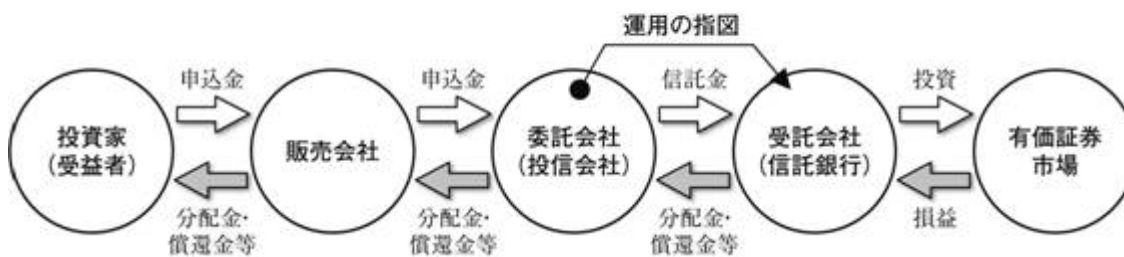 運用の指図
申込金
申込金
信託金
投資
投資家
(受益者)
販売会社
委託会社
(投信会社)
受託会社
(信託銀行)
有価証券
市場
分配金・
償還金等
分配金・
償還金等
分配金・
償還金等
損益